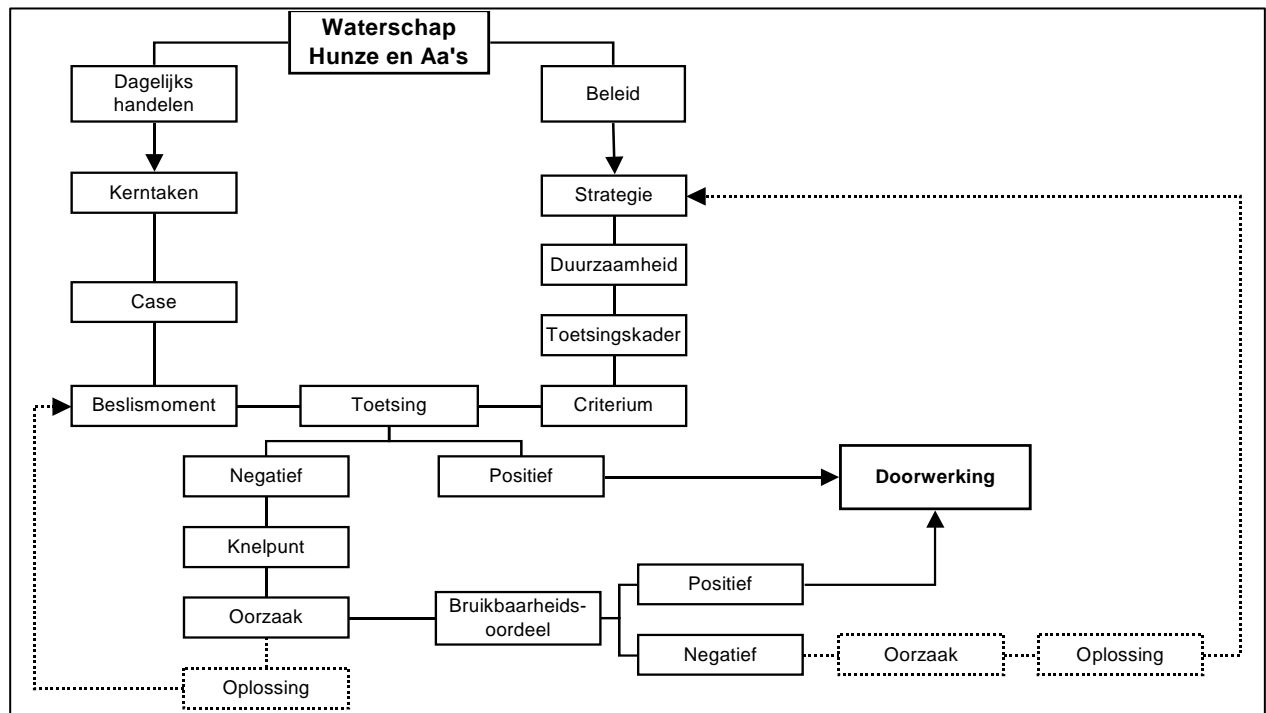 Waterschap
Hunze en Aa's
Dagelijks
handelen
Beleid
Kerntaken
Strategie
Duurzaamheid
Case
Toetsingskader
Beslismoment
Toetsing
Criterium
Negatief
Positief
Doorwerking
Knelpunt
Positief
Oorzaak
Bruikbaarheids-
oordeel
Negatief
Oorzaak
Oplossing
Oplossing